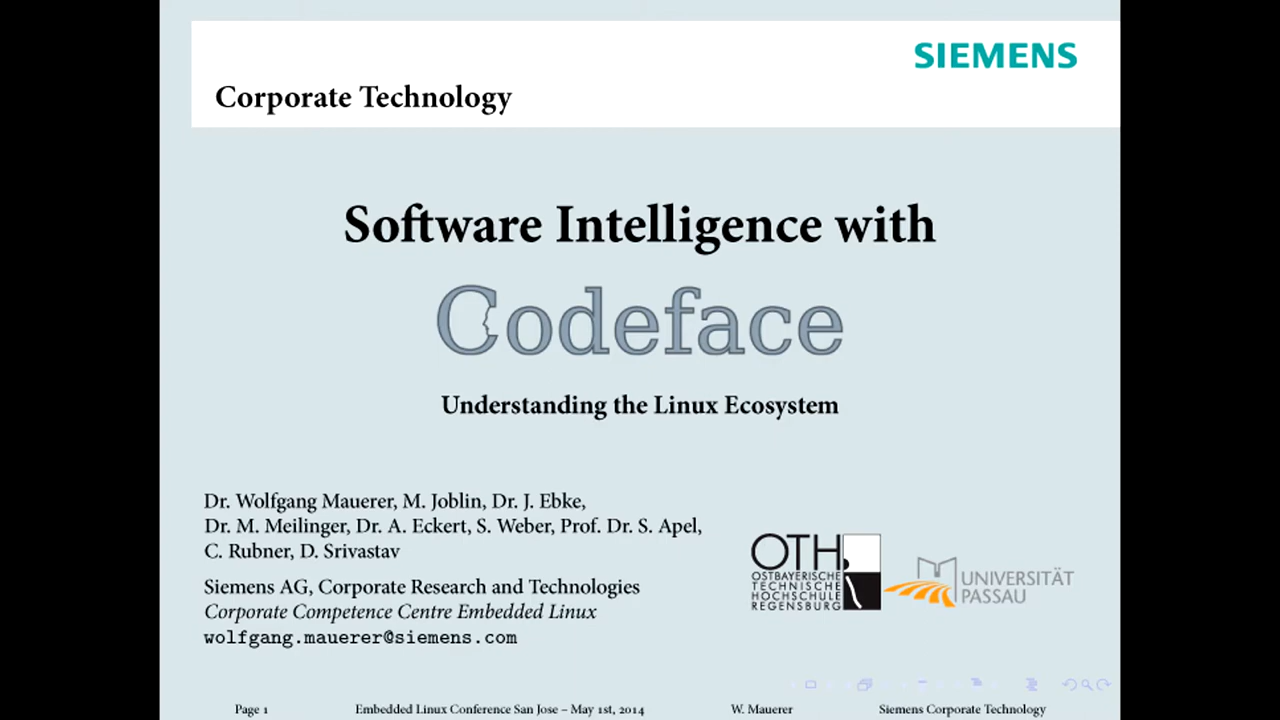 SIEMENS
Corporate Technology
Software Intelligence with
Codeface
Understanding the Linux Ecosystem
Dr. Wolfgang Mauerer, M. Joblin, Dr. J. Ebke,
Dr. M. Meilinger, Dr. A. Eckert, S. Weber, Prof. Dr. S. Apel,
C. Rubner, D. Srivastav
Siemens AG, Corporate Research and Technologies
Corporate Competence Centre Embedded Linux
wolfgang.mauerer@siemens.com
OTH
OSTBAYERISCHE
TECHNISCHE
HOCHSCHULE
REGENSBURG
UNIVERSITÄT
PASSAU
Page 1 Embedded Linux Conference San Jose – May 1st, 2014 W. Mauerer Siemens Corporate Technology